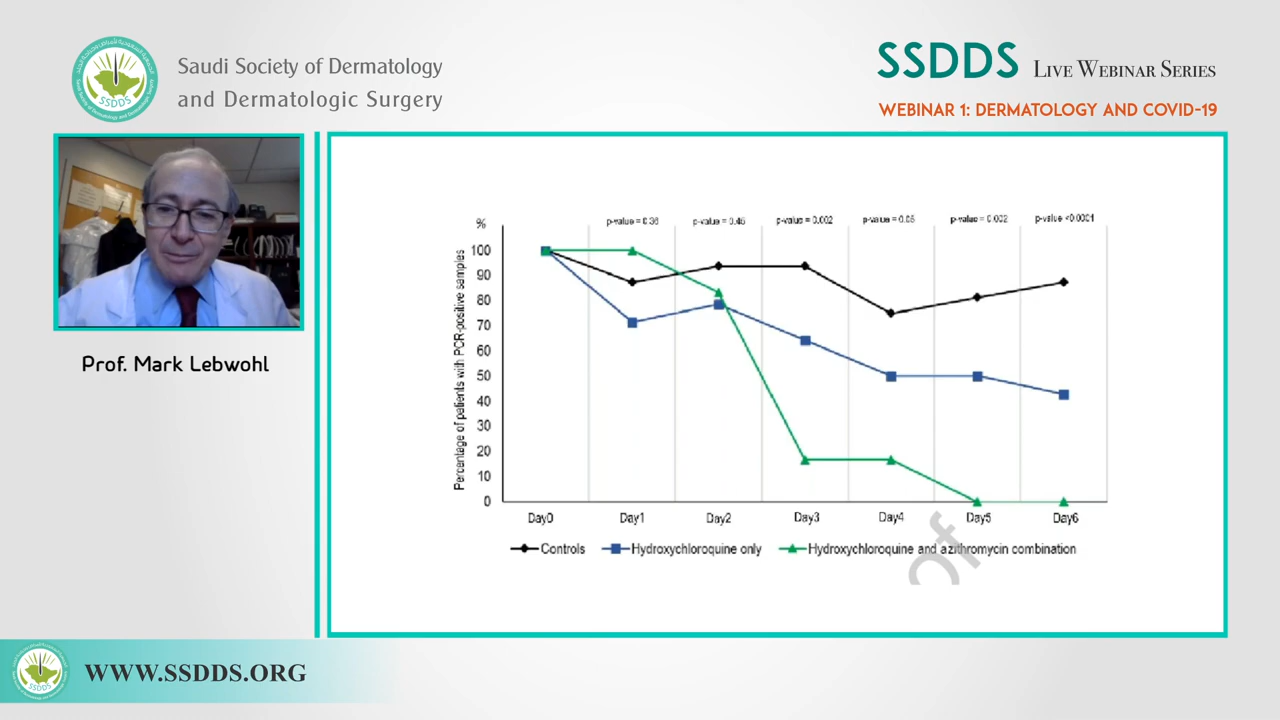 Saudi Society of Dermatology
and Dermatologic Surgery
SSDDS
SSDDS LIVE WEBINAR SERIES
WEBINAR 1: DERMATOLOGY AND COVID-19
Prof. Mark Lebwohl
% p-value = 0.36 p-value = 0.46 p-value = 0.002 p-value = 0.05 p-value = 0.002 p-value <0.0001
Percentage of patients with PCR-positive samples
100
90
80
70
60
50
40
30
20
10
0
Day0 Day1 Day2 Day3 Day4 Day5 Day6
Controls Hydroxychloroquine only Hydroxychloroquine and azithromycin combination
of
SSDDS
WWW.SSDDS.ORG